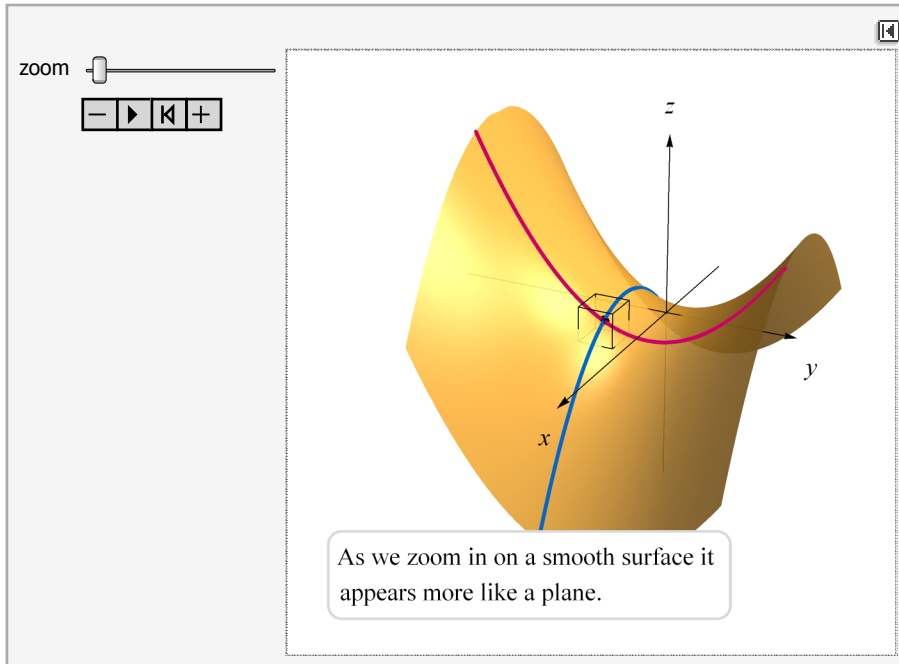 zoom
z
y
x
As we zoom in on a smooth surface it
appears more like a plane.